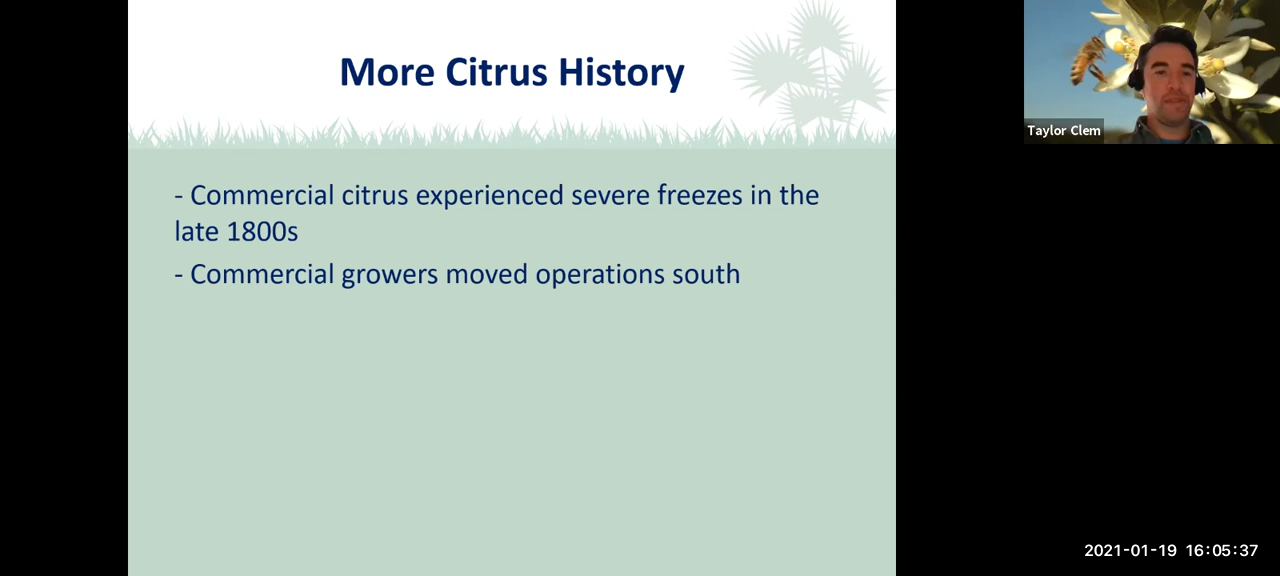 More Citrus History
- Commercial citrus experienced severe freezes in the
late 1800s
- Commercial growers moved operations south
Taylor Clem
2021-01-19 16:05:37